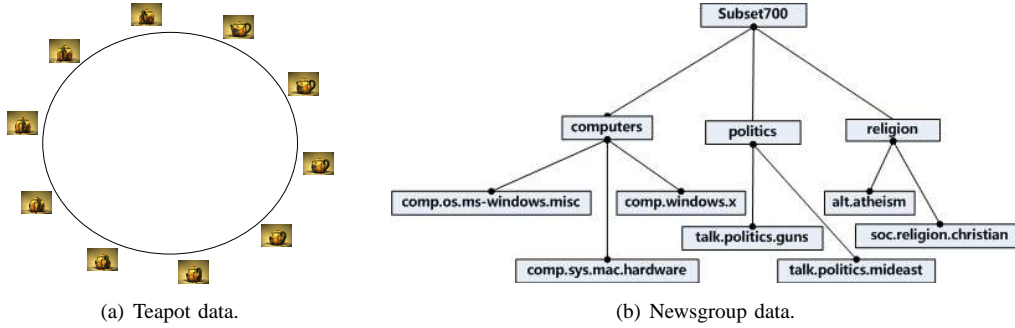 Subset700
computers
politics
religion
comp.os.ms-windows.misc
comp.windows.x
alt.atheism
talk.politics.guns
soc.religion.christian
comp.sys.mac.hardware
talk.politics.mideast
(a) Teapot data.
(b) Newsgroup data.